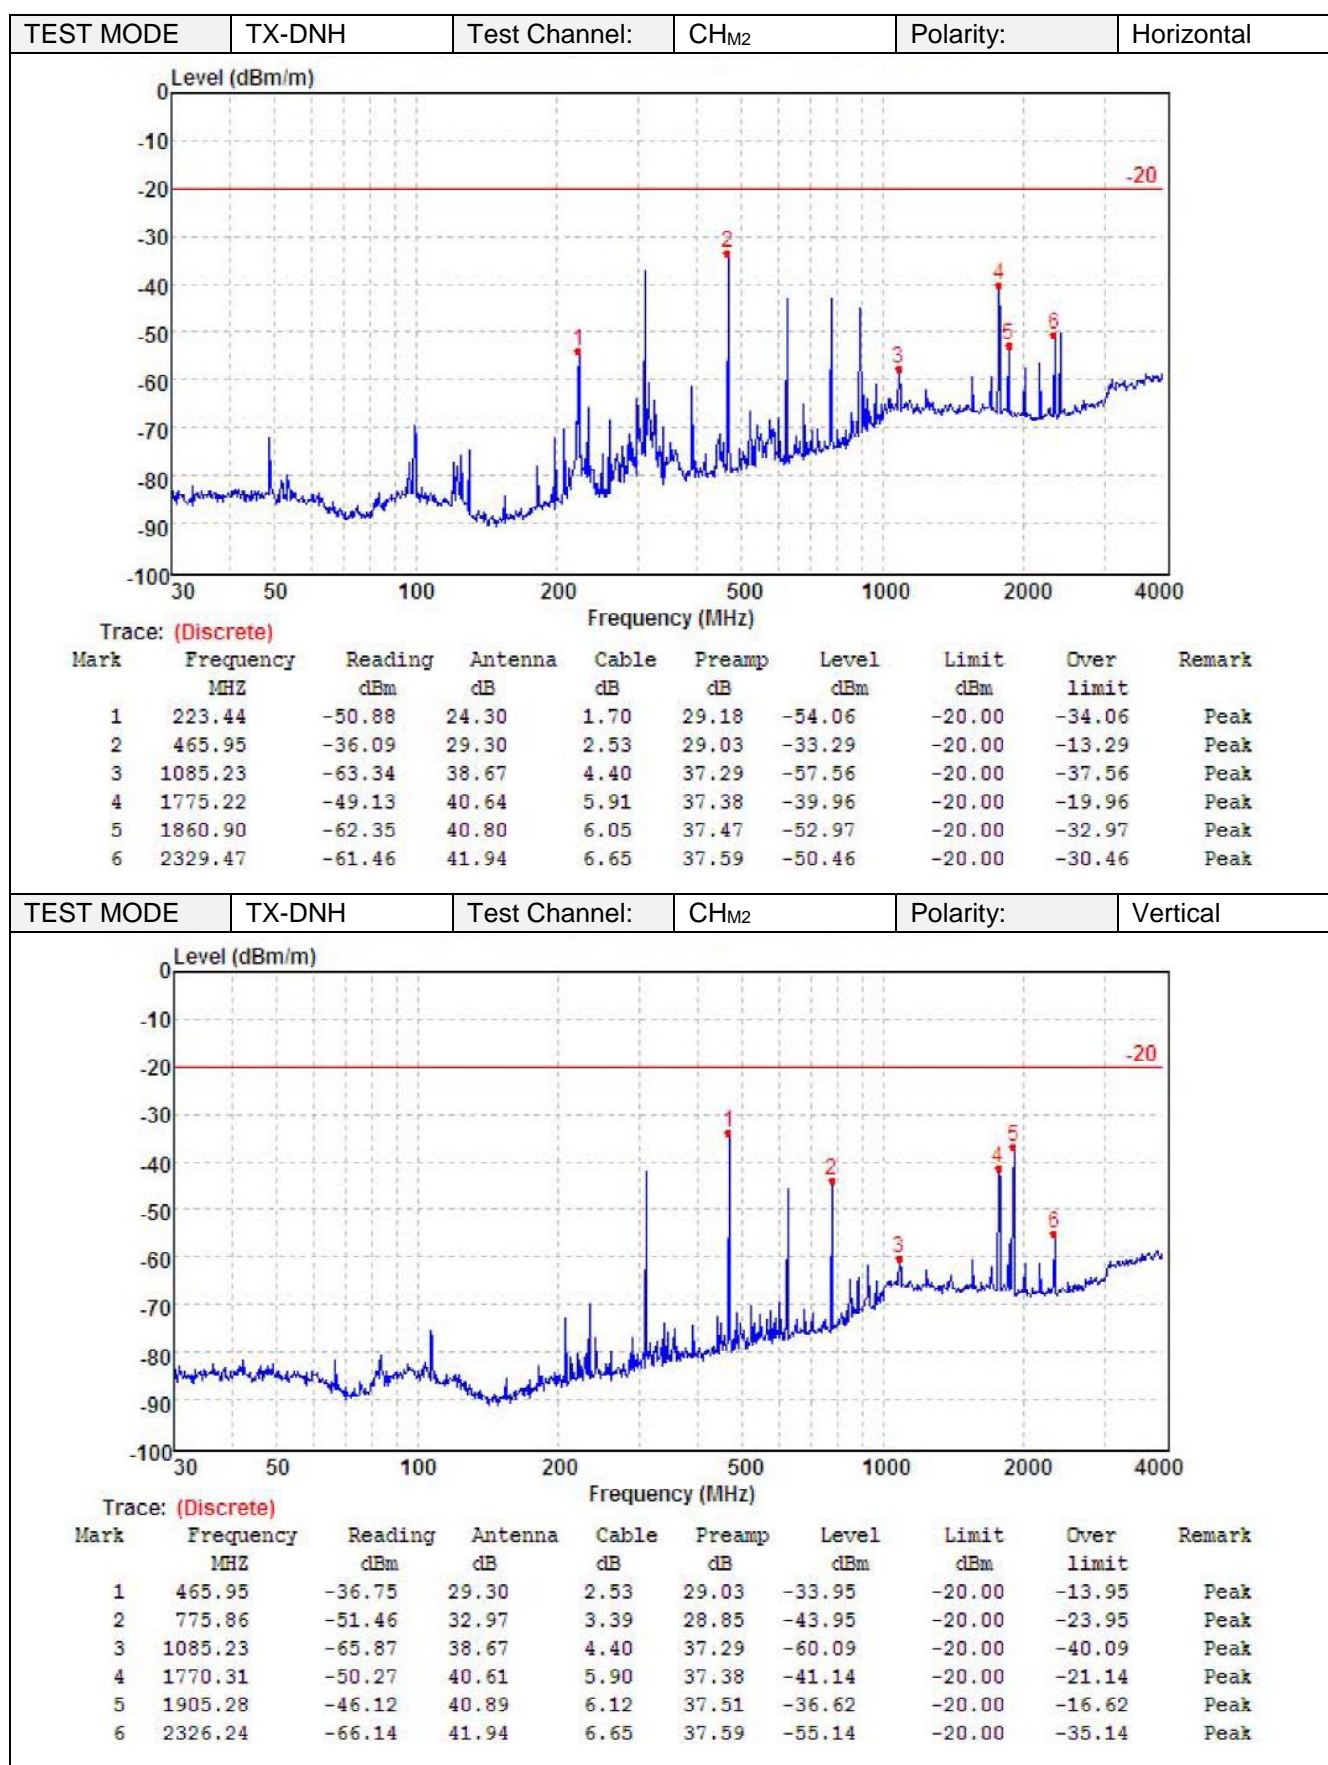 TEST MODE TX-DNH Test Channel: CHM2 Polarity: Horizontal
Level (dBm/m)
0
-10
-20
-20
-30
2
-40
4
-50
1 5 6
3
-60
-70
-80
-90
-100
30 50 100 200 500 1000 2000 4000
Frequency (MHz)
Trace: (Discrete)
Mark Frequency Reading Antenna Cable Preamp Level Limit Over Remark
MHZ dBm dB dB dB dBm dBm limit
1 223.44 -50.88 24.30 1.70 29.18 -54.06 -20.00 -34.06 Peak
2 465.95 -36.09 29.30 2.53 29.03 -33.29 -20.00 -13.29 Peak
3 1085.23 -63.34 38.67 4.40 37.29 -57.56 -20.00 -37.56 Peak
4 1775.22 -49.13 40.64 5.91 37.38 -39.96 -20.00 -19.96 Peak
5 1860.90 -62.35 40.80 6.05 37.47 -52.97 -20.00 -32.97 Peak
6 2329.47 -61.46 41.94 6.65 37.59 -50.46 -20.00 -30.46 Peak
TEST MODE TX-DNH Test Channel: CHM2 Polarity: Vertical
Level (dBm/m)
0
-10
-20
-20
-30
1
5
-40
2 4
-50
6
-60
3
-70
-80
-90
-100
30 50 100 200 500 1000 2000 4000
Frequency (MHz)
Trace: (Discrete)
Mark Frequency Reading Antenna Cable Preamp Level Limit Over Remark
MHZ dBm dB dB dB dBm dBm limit
1 465.95 -36.75 29.30 2.53 29.03 -33.95 -20.00 -13.95 Peak
2 775.86 -51.46 32.97 3.39 28.85 -43.95 -20.00 -23.95 Peak
3 1085.23 -65.87 38.67 4.40 37.29 -60.09 -20.00 -40.09 Peak
4 1770.31 -50.27 40.61 5.90 37.38 -41.14 -20.00 -21.14 Peak
5 1905.28 -46.12 40.89 6.12 37.51 -36.62 -20.00 -16.62 Peak
6 2326.24 -66.14 41.94 6.65 37.59 -55.14 -20.00 -35.14 Peak